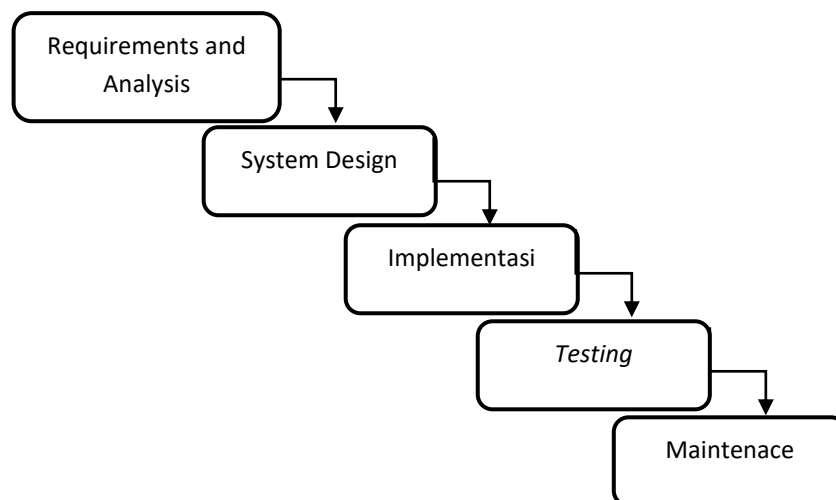 Requirements and
Analysis
System Design
Implementasi
Testing
Maintenace